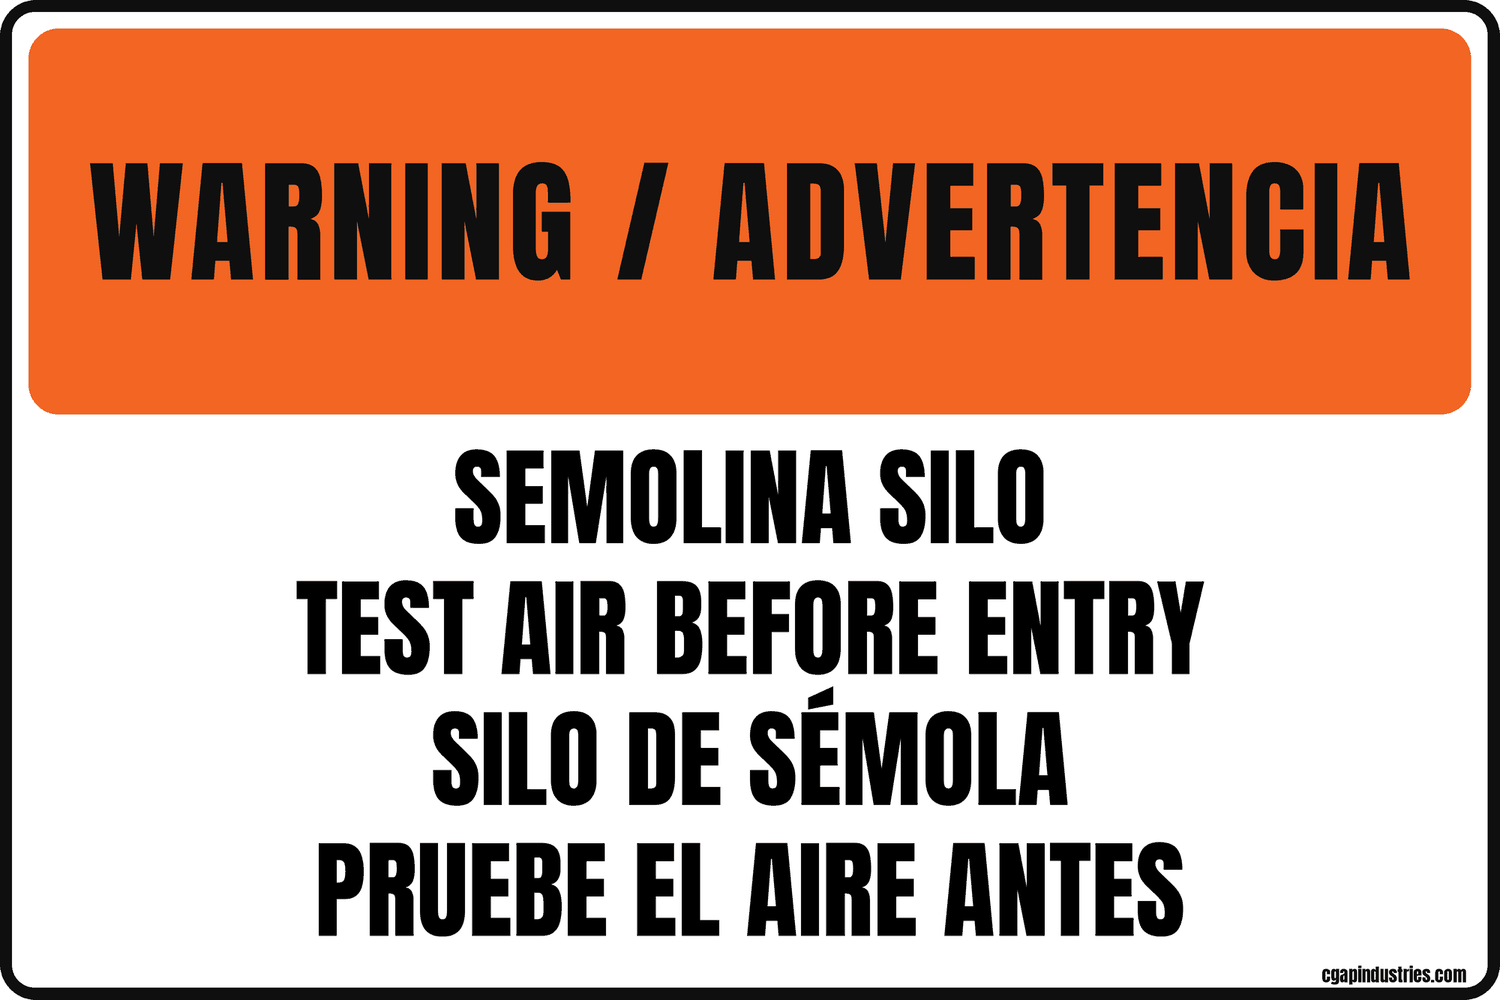 WARNING / ADVERTENCIA
SEMOLINA SILO
TEST AIR BEFORE ENTRY
SILO DE SÉMOLA
PRUEBE EL AIRE ANTES
cgapindustries.com